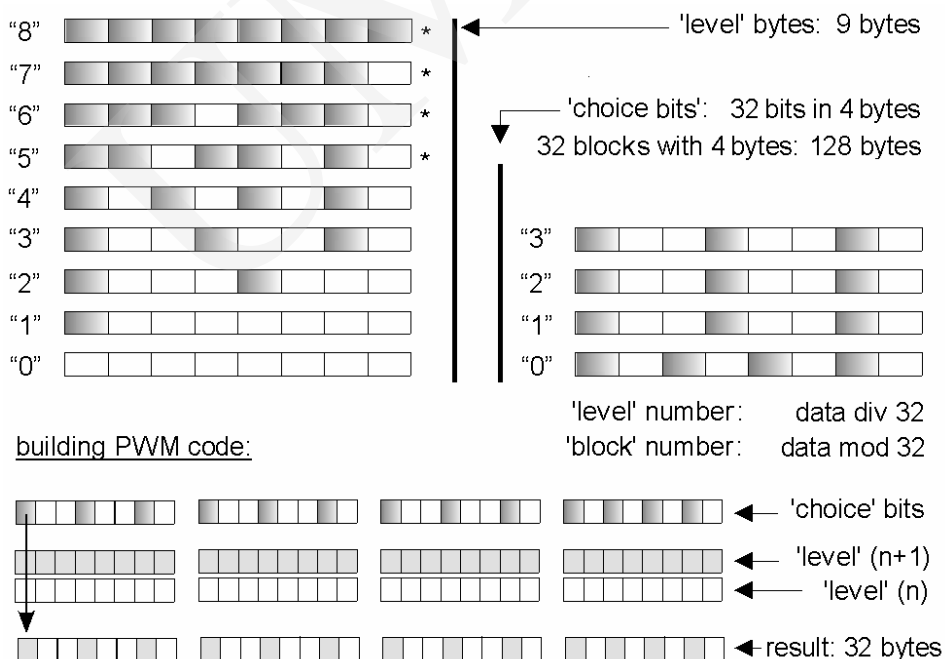 “8” * 'level' bytes: 9 bytes
“7” *
“6” * 'choice bits': 32 bits in 4 bytes
“5” * 32 blocks with 4 bytes: 128 bytes
“4”
“3” “3”
“2” “2”
“1” “1”
“0” “0”
'level' number: data div 32
building PWM code: 'block' number: data mod 32
'choice' bits
'level' (n+1)
'level' (n)
result: 32 bytes